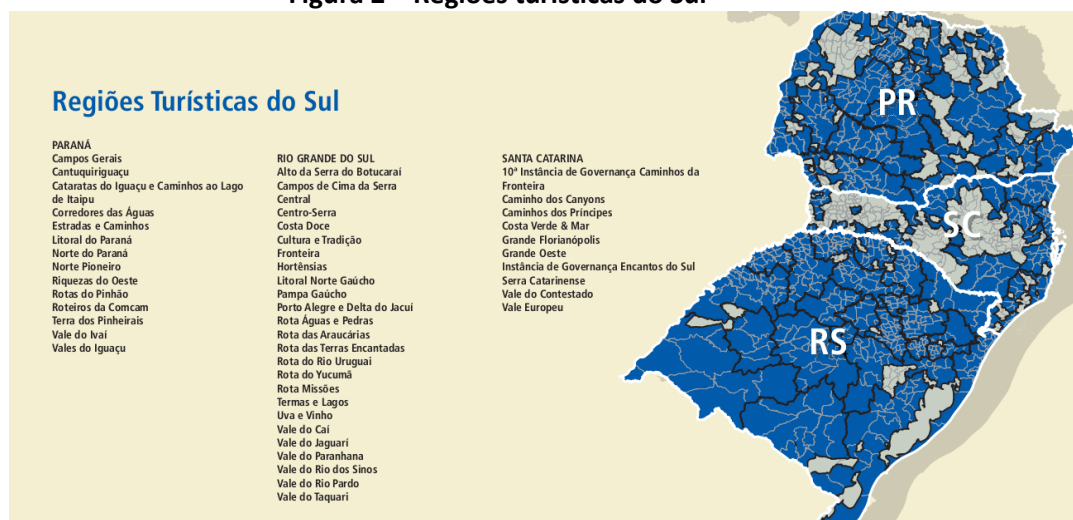 Figura 2 – Regiões turísticas do Sul
Regiões Turísticas do Sul
PARANÁ
Campos Gerais
Cantuquiriguaçu
Cataratas do Iguaçu e Caminhos ao Lago
de Itaipu
Corredores das Águas
Estradas e Caminhos
Litoral do Paraná
Norte do Paraná
Norte Pioneiro
Riquezas do Oeste
Rotas do Pinhão
Roteiros da Comcam
Terra dos Pinheirais
Vale do Ivaí
Vales do Iguaçu
RIO GRANDE DO SUL
Alto da Serra do Botucaraí
Campos de Cima da Serra
Central
Centro-Serra
Costa Doce
Cultura e Tradição
Fronteira
Hortênsias
Litoral Norte Gaúcho
Pampa Gaúcho
Porto Alegre e Delta do Jacuí
Rota Águas e Pedras
Rota das Araucárias
Rota das Terras Encantadas
Rota do Rio Uruguai
Rota do Yucumã
Rota Missões
Termas e Lagos
Uva e Vinho
Vale do Caí
Vale do Jaguari
Vale do Paranhana
Vale do Rio dos Sinos
Vale do Rio Pardo
Vale do Taquari
SANTA CATARINA
10ª Instância de Governança Caminhos da
Fronteira
Caminho dos Canyons
Caminhos dos Príncipes
Costa Verde & Mar
Grande Florianópolis
Grande Oeste
Instância de Governança Encantos do Sul
Serra Catarinense
Vale do Contestado
Vale Europeu
PR
SC
RS